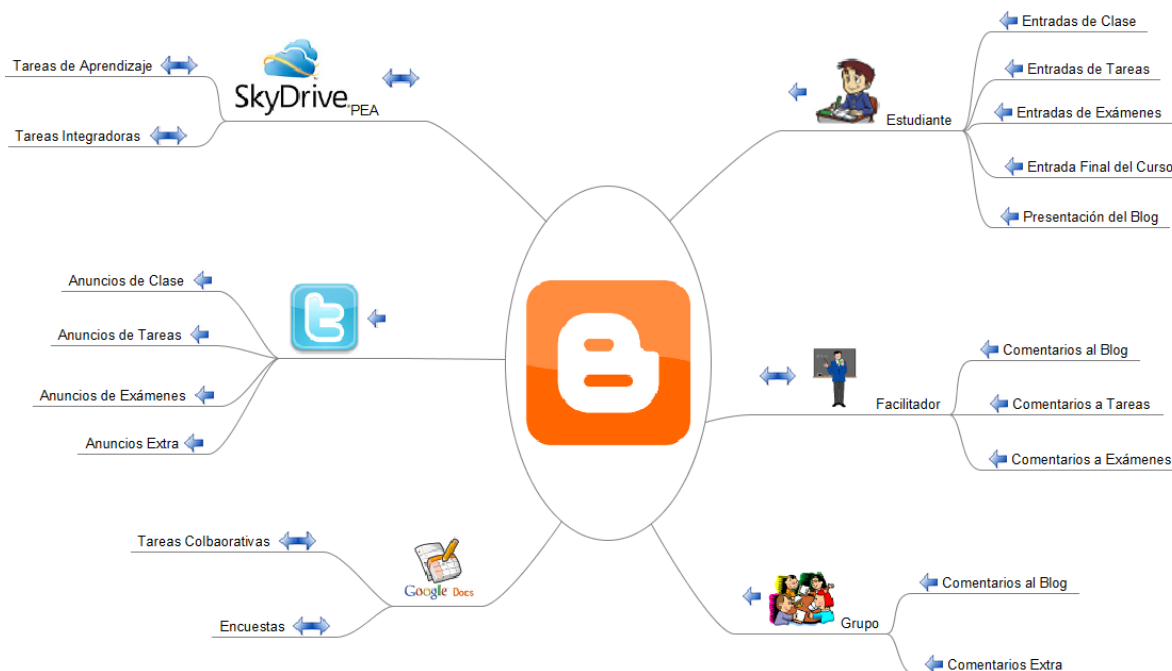 SkyDrive PEA
Tareas de Aprendizaje
Tareas Integradoras
Anuncios de Clase
Anuncios de Tareas
Anuncios de Exámenes
Anuncios Extra
Google Docs
Tareas Colbaorativas
Encuestas
Estudiante
Entradas de Clase
Entradas de Tareas
Entradas de Exámenes
Entrada Final del Curso
Presentación del Blog
Facilitador
Comentarios al Blog
Comentarios a Tareas
Comentarios a Exámenes
Grupo
Comentarios al Blog
Comentarios Extra